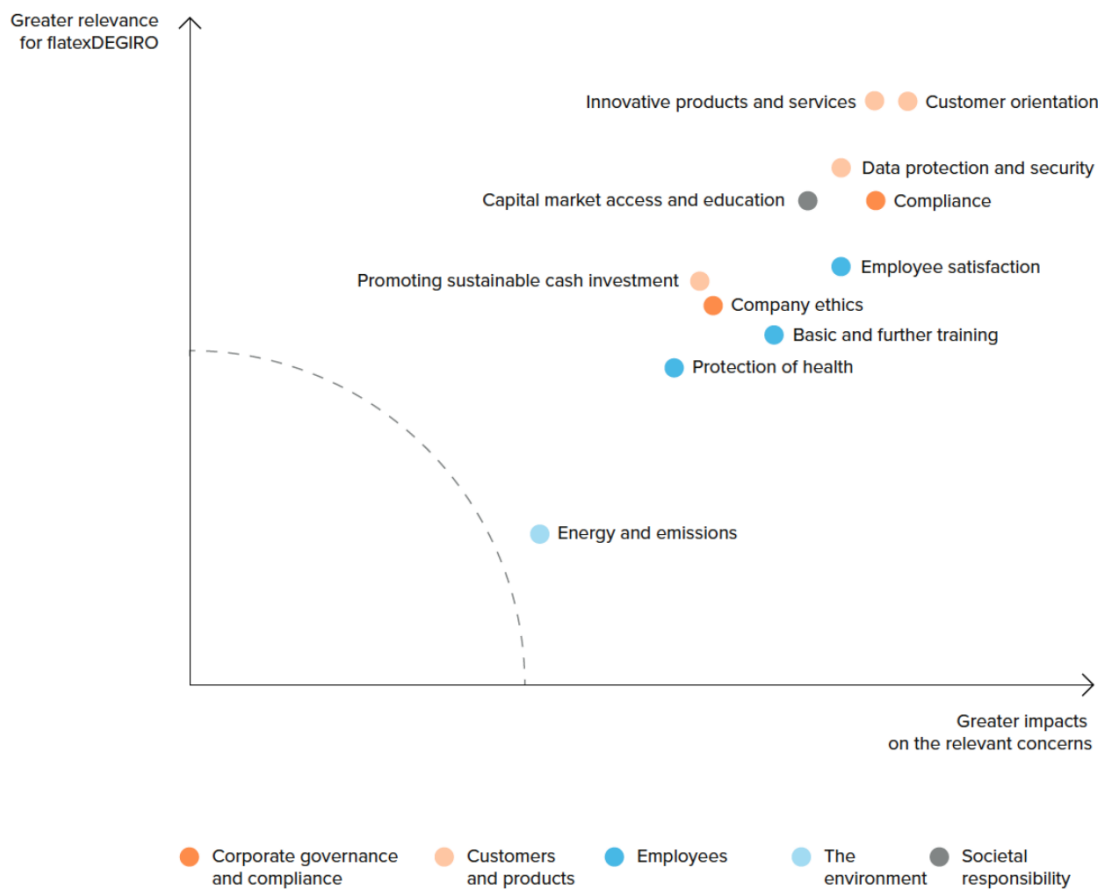 Greater relevance
for flatexDEGIRO
Innovative products and services
Customer orientation
Data protection and security
Capital market access and education
Compliance
Employee satisfaction
Promoting sustainable cash investment
Company ethics
Basic and further training
Protection of health
Energy and emissions
Greater impacts
on the relevant concerns
Corporate governance
and compliance
Customers
and products
Employees
The
environment
Societal
responsibility